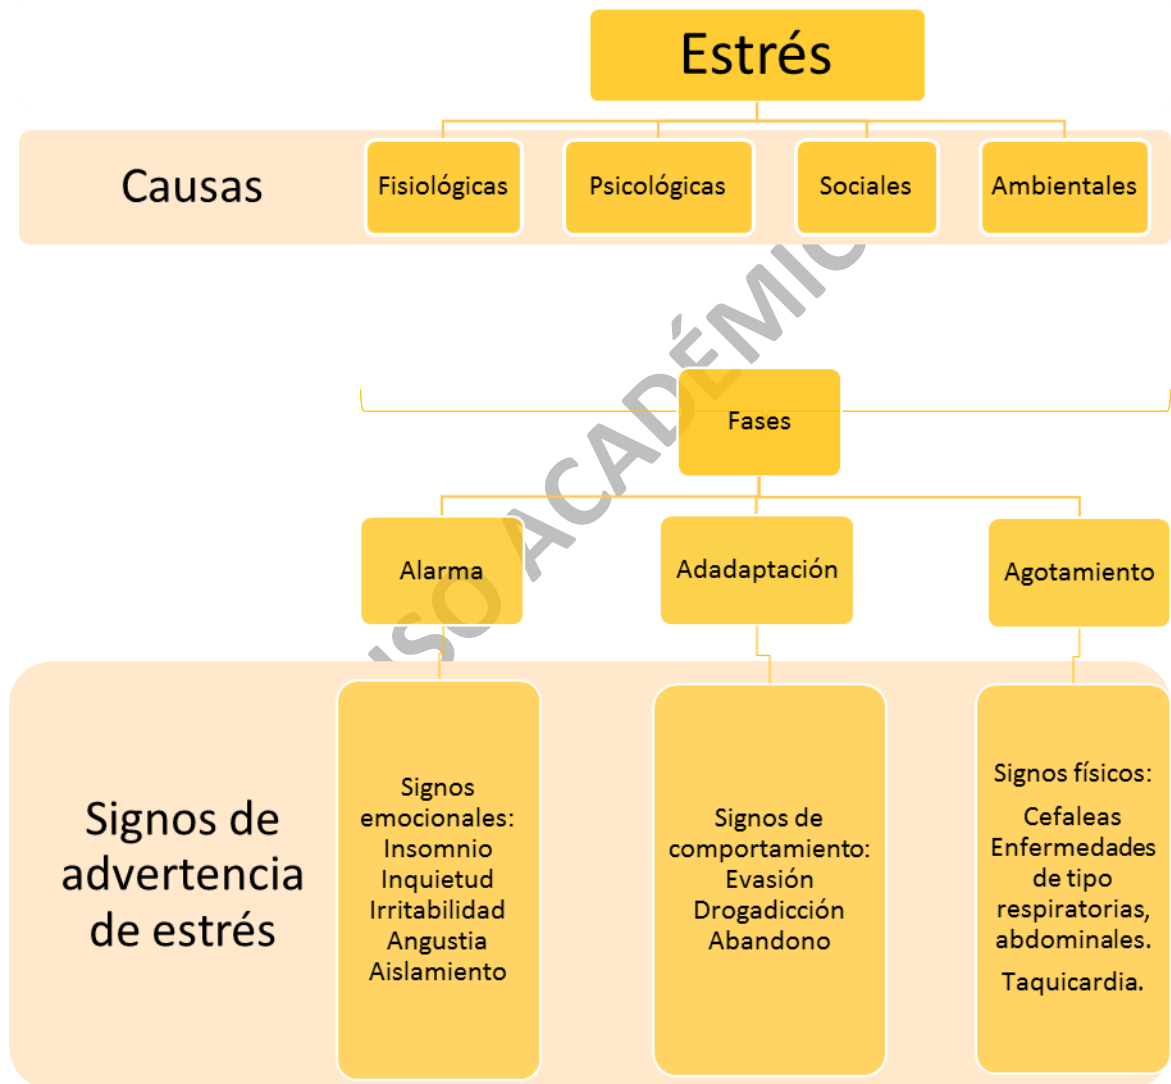 Estrés
Causas
Fisiológicas
Psicológicas
Sociales
Ambientales
Fases
Alarma
Adadaptación
Agotamiento
Signos de
advertencia
de estrés
Signos
emocionales:
Insomnio
Inquietud
Irritabilidad
Angustia
Aislamiento
Signos de
comportamiento:
Evasión
Drogadicción
Abandono
Signos físicos:
Cefaleas
Enfermedades
de tipo
respiratorias,
abdominales.
Taquicardia.